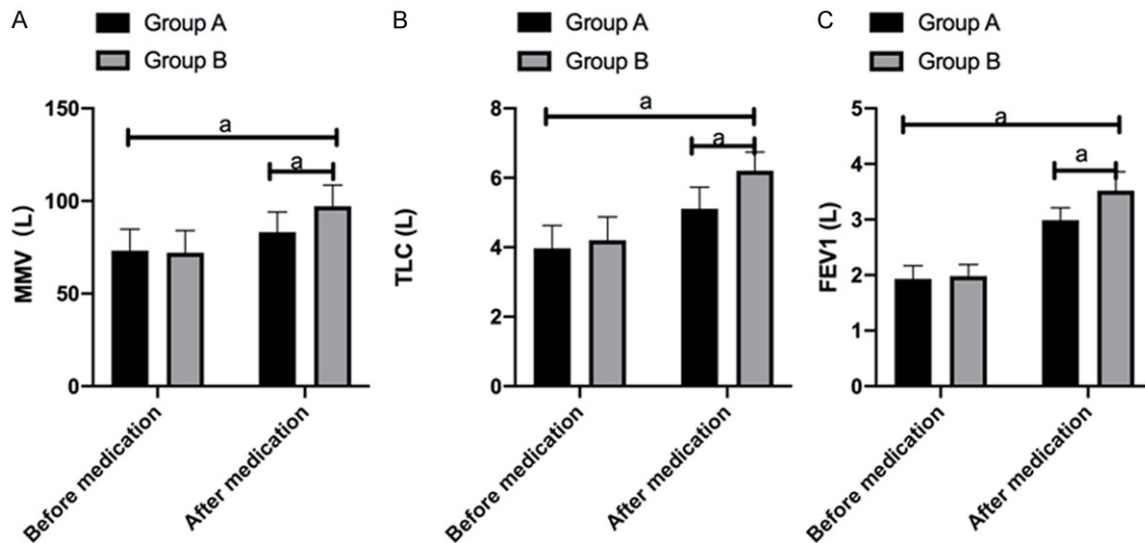 A
Group A
Group B
MMV (L)
150
100
50
0
a
a
Before medication
After medication
B
Group A
Group B
TLC (L)
8
6
4
2
0
a
a
Before medication
After medication
C
Group A
Group B
FEV1 (L)
5
4
3
2
1
0
a
a
Before medication
After medication